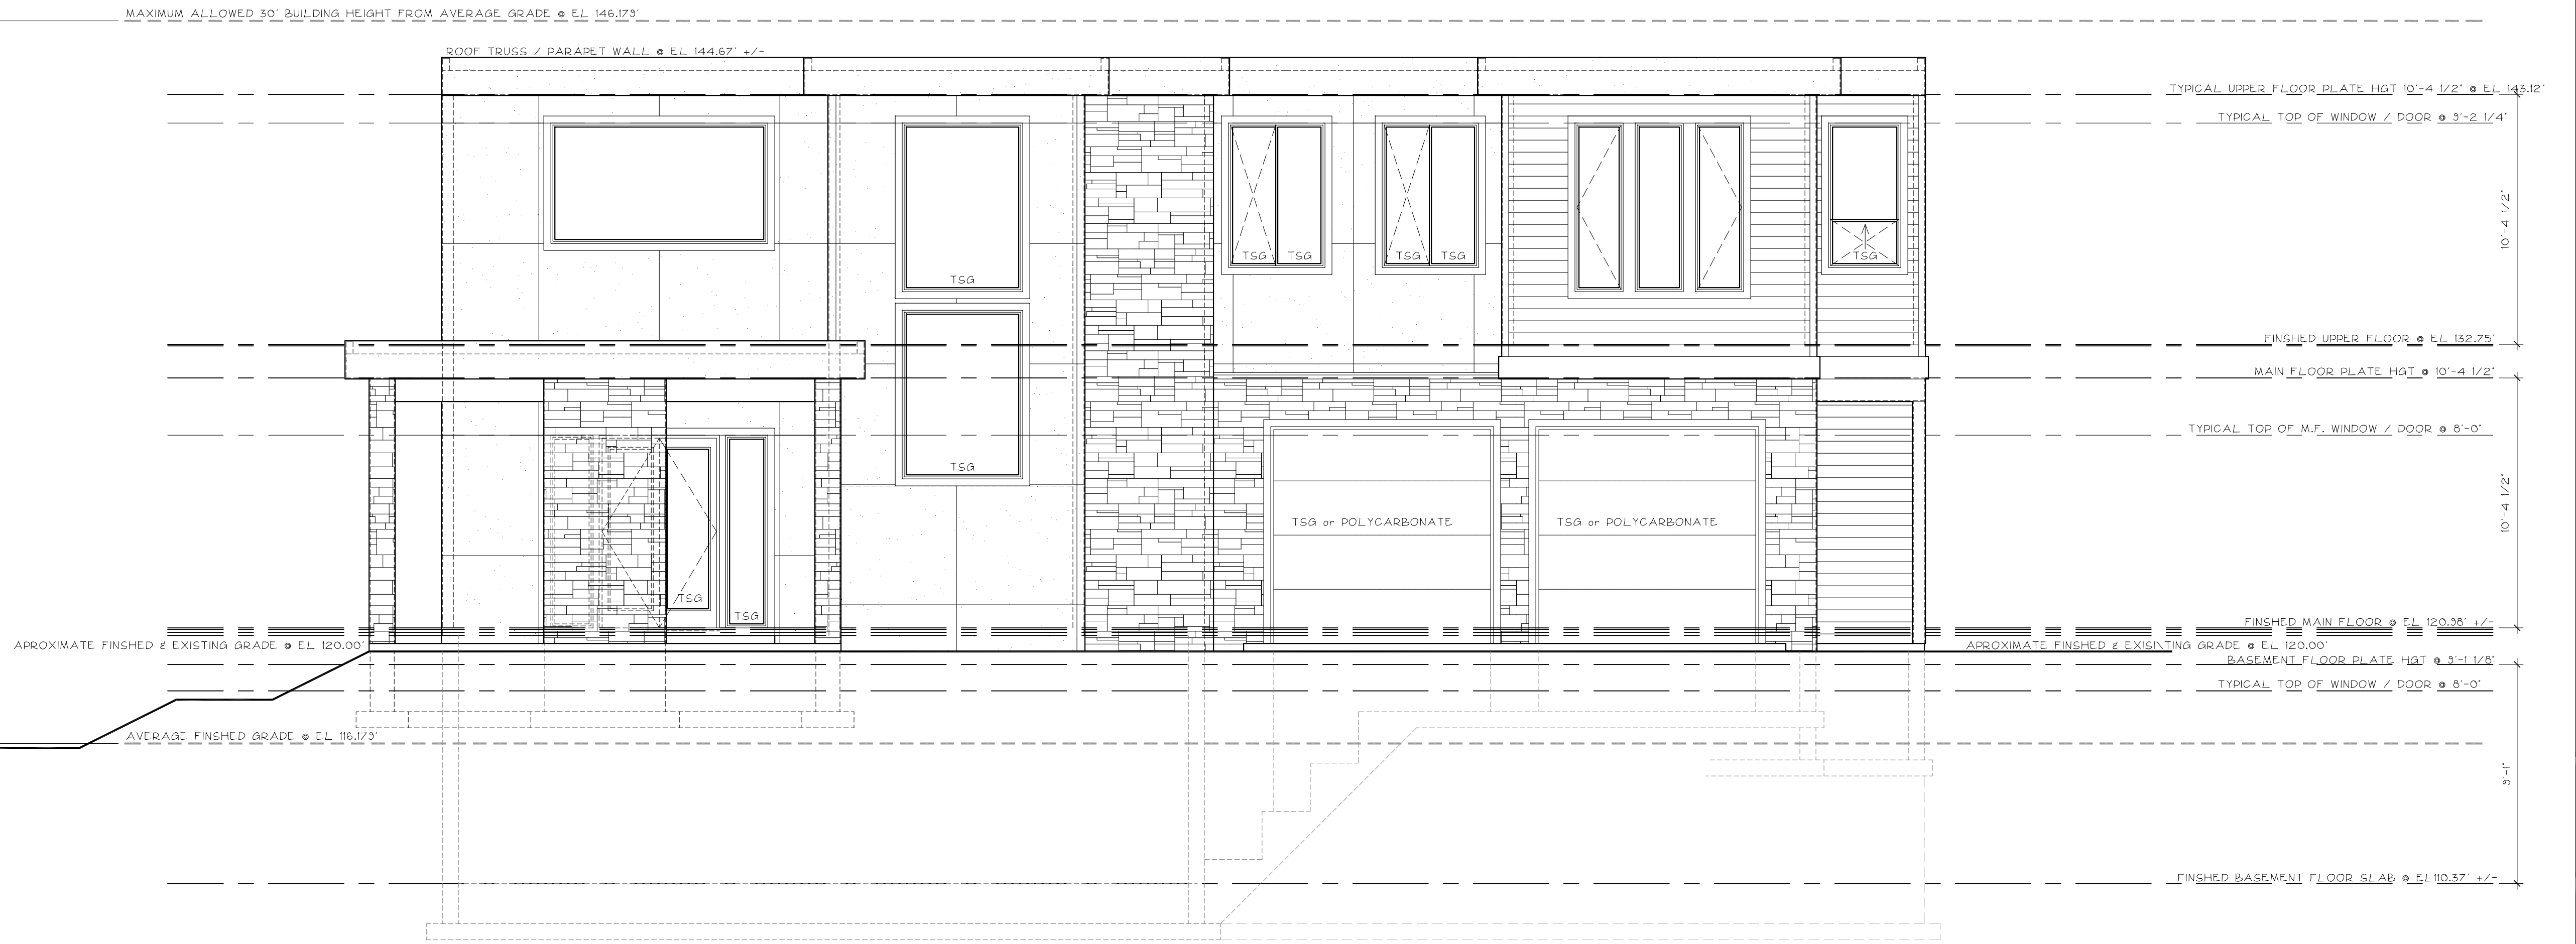 MAXIMUM ALLOWED 30' BUILDING HEIGHT FROM AVERAGE GRADE @ EL 146.179'
ROOF TRUSS / PARAPET WALL @ EL 144.67' +/-
TYPICAL UPPER FLOOR PLATE HGT 10'-4 1/2" @ EL 143.12'
TYPICAL TOP OF WINDOW / DOOR @ 9'-2 1/4"
10'-4 1/2"
TSG
TSG TSG TSG TSG
TSG
FINSHED UPPER FLOOR @ EL 132.75'
MAIN FLOOR PLATE HGT @ 10'-4 1/2"
TYPICAL TOP OF M.F. WINDOW / DOOR @ 8'-0"
TSG
10'-4 1/2"
TSG or POLYCARBONATE
TSG or POLYCARBONATE
TSG
TSG
FINSHED MAIN FLOOR @ EL 120.98' +/-
APROXIMATE FINSHED & EXISTING GRADE @ EL 120.00'
APROXIMATE FINSHED & EXISI\TING GRADE @ EL 120.00'
BASEMENT FLOOR PLATE HGT @ 9'-1 1/8"
TYPICAL TOP OF WINDOW / DOOR @ 8'-0"
AVERAGE FINSHED GRADE @ EL 116.179'
9'-1"
FINSHED BASEMENT FLOOR SLAB @ EL110.37' +/-